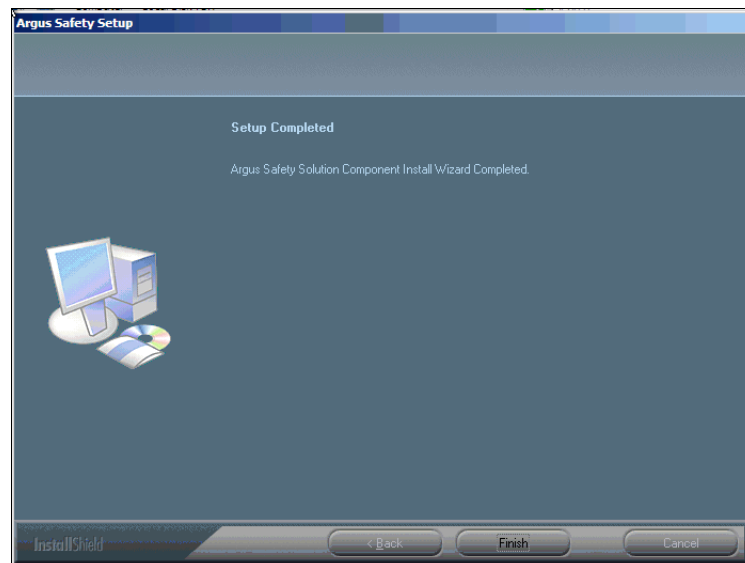 Argus Safety Setup
Setup Completed
Argus Safety Solution Component Install Wizard Completed.
InstallShield
< Back
Finish
Cancel